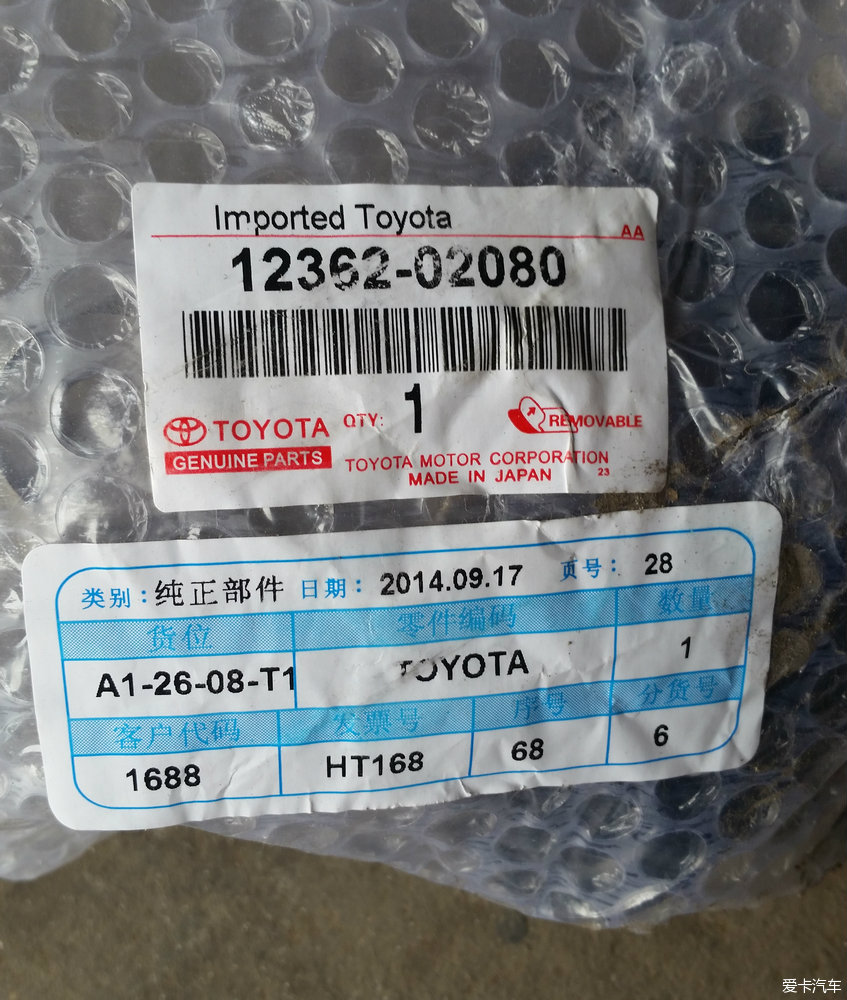 Imported Toyota
AA
12362-02080
TOYOTA QTY: 1 REMOVABLE
GENUINE PARTS TOYOTA MOTOR CORPORATION
MADE IN JAPAN 23
类别：纯正部件 日期： 2014.09.17 页号： 28
货位 零件编码 数量
A1-26-08-T1 TOYOTA 1
客户代码 发票号 序号 分货号
1688 HT168 68 6
爱卡汽车